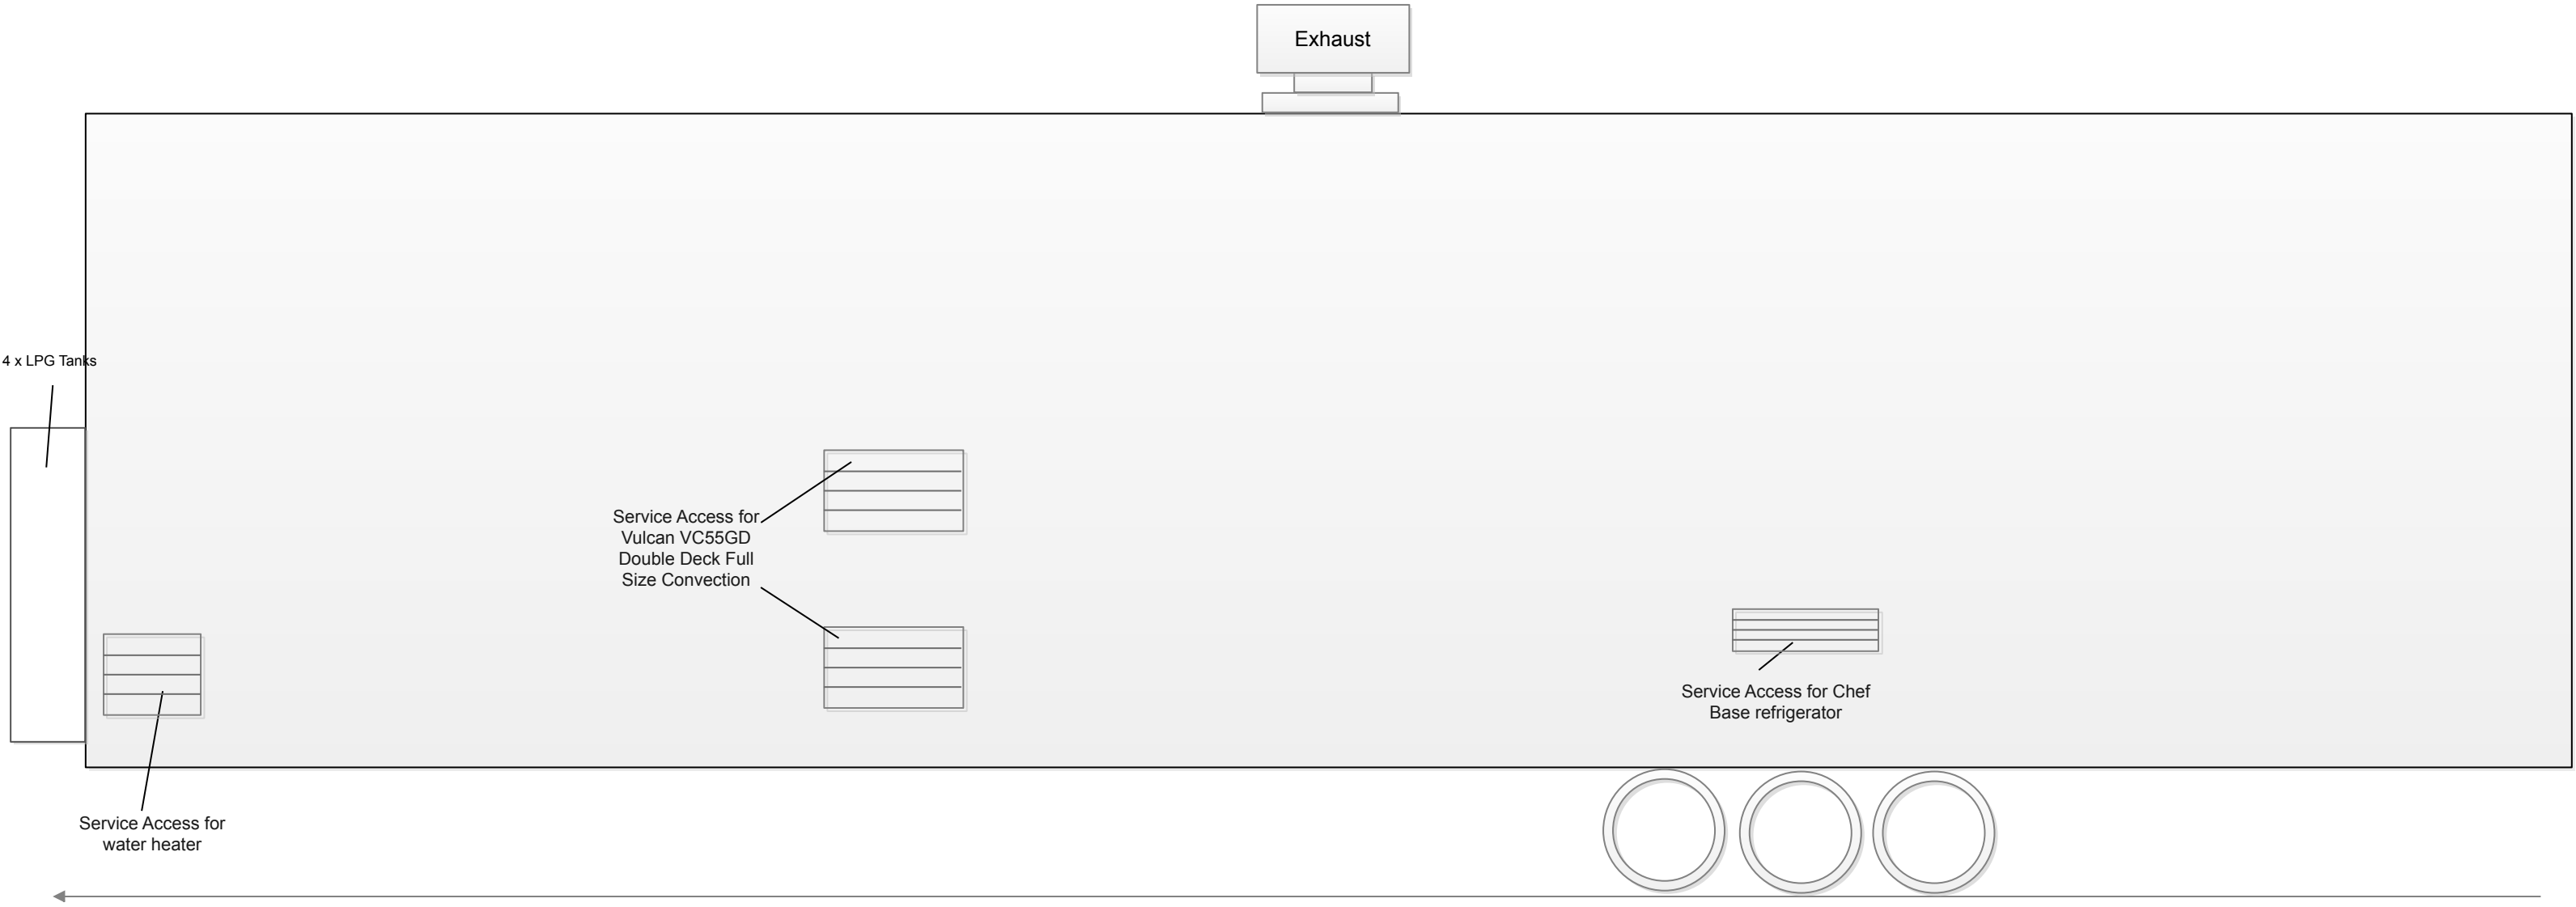 Exhaust
4 x LPG Tanks
Service Access for
Vulcan VC55GD
Double Deck Full
Size Convection
Service Access for Chef
Base refrigerator
Service Access for
water heater